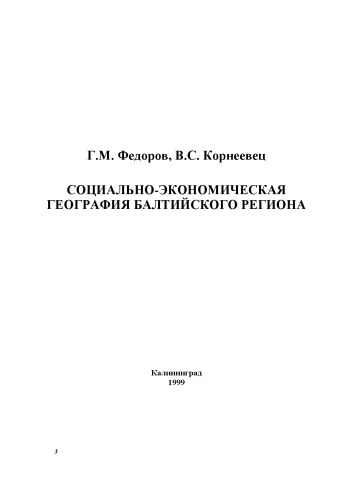 Г.М. Федоров, В.С. Корнеевец
СОЦИАЛЬНО-ЭКОНОМИЧЕСКАЯ
ГЕОГРАФИЯ БАЛТИЙСКОГО РЕГИОНА
Калининград
1999
3